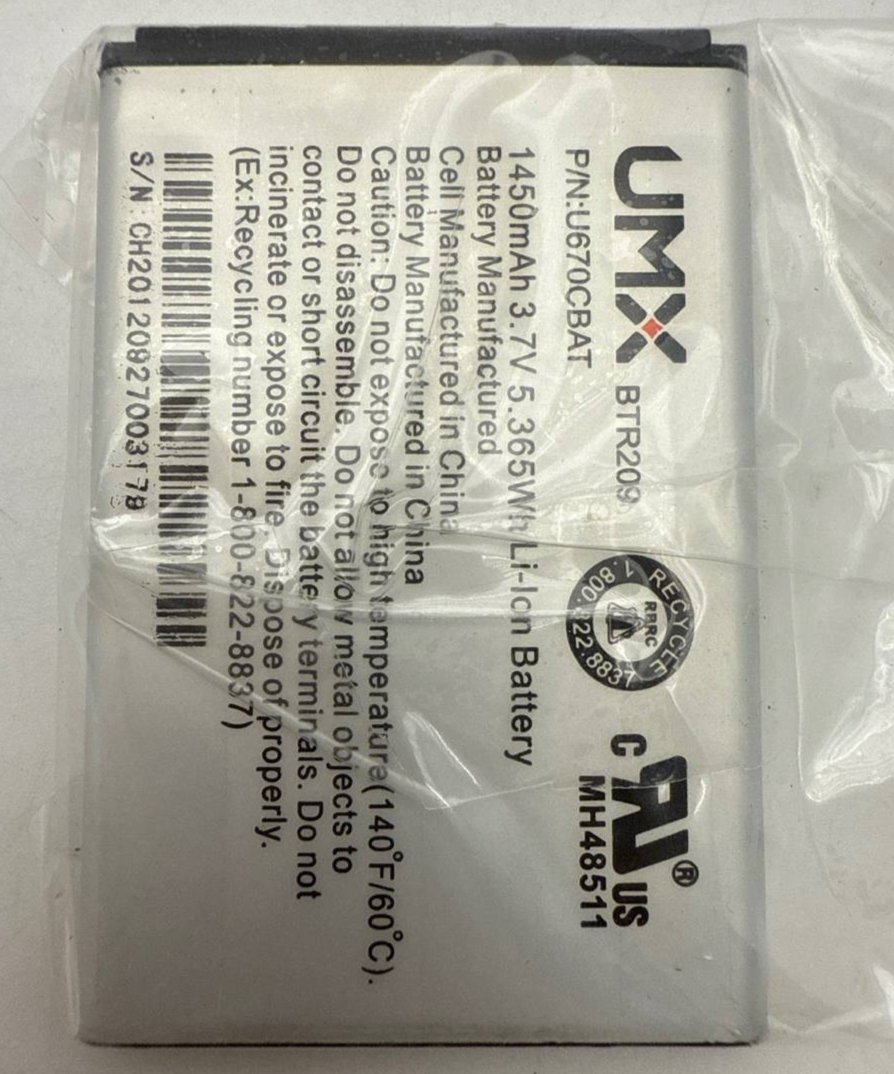 UMX BTR209
P/N:U670CBAT
RECYCLE
RBRC
1.800.822.8837
C US
®
MH48511
1450mAh 3.7V 5.365Wh Li-Ion Battery
Battery Manufactured
Cell Manufactured in China
Battery Manufactured in China
Caution: Do not expose to high temperature(140°F/60°C).
Do not disassemble. Do not allow metal objects to
contact or short circuit the battery terminals. Do not
incinerate or expose to fire. Dispose of properly.
(Ex:Recycling number 1-800-822-8837)
S/N: